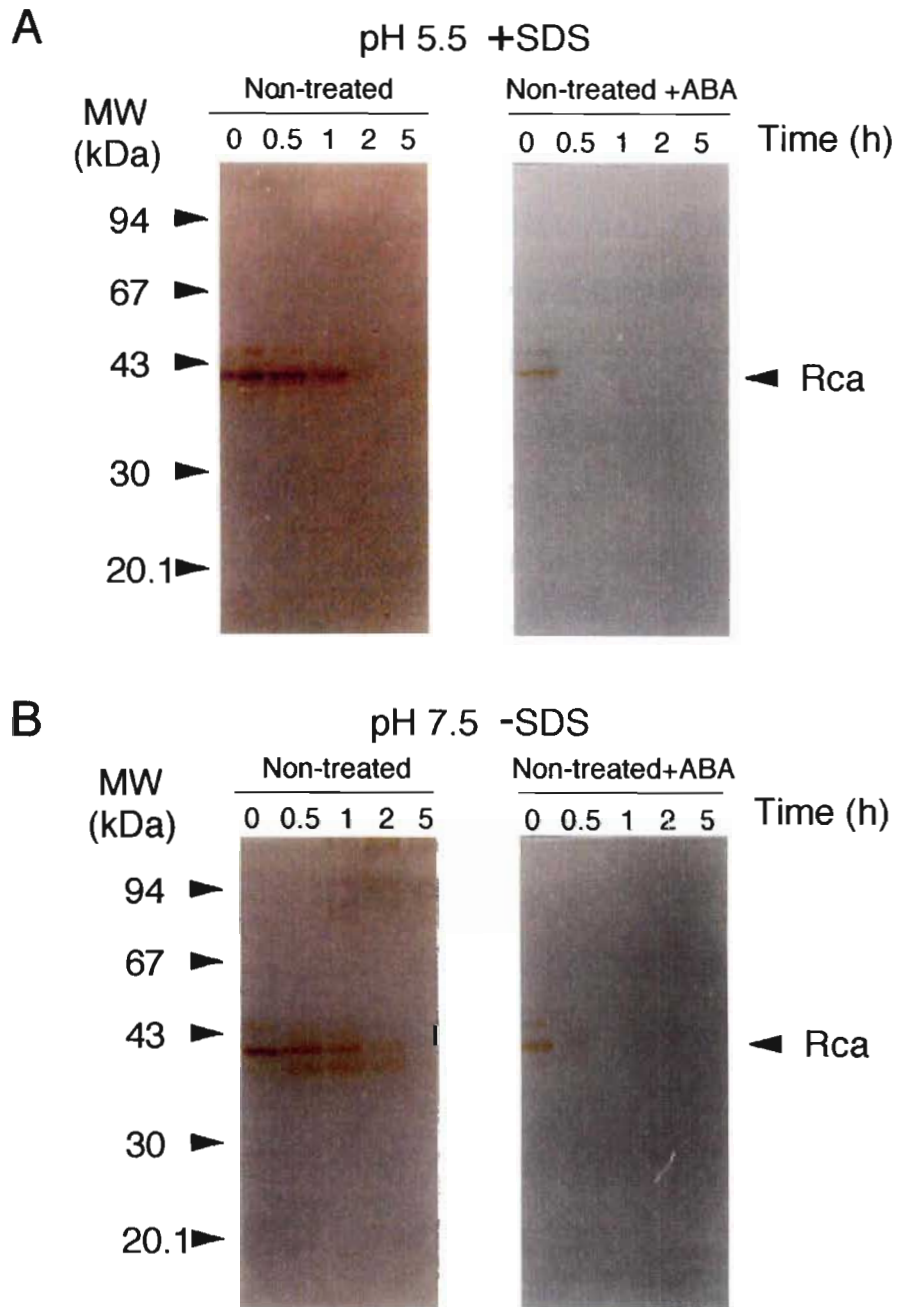 A
pH 5.5 +SDS
Non-treated
Non-treated +ABA
MW
(kDa)
0 0.5 1 2 5
0 0.5 1 2 5
Time (h)
94
67
43
Rca
30
20.1
B
pH 7.5 -SDS
Non-treated
Non-treated+ABA
MW
(kDa)
0 0.5 1 2 5
0 0.5 1 2 5
Time (h)
94
67
43
Rca
30
20.1